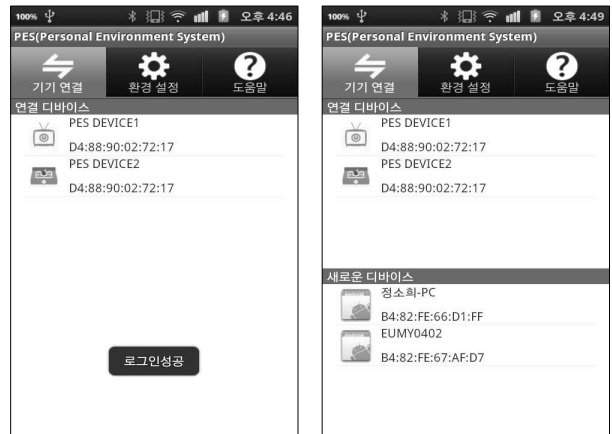 100% 오후 4:46
PES(Personal Environment System)
기기 연결 환경 설정 도움말
연결 디바이스
PES DEVICE1
D4:88:90:02:72:17
PES DEVICE2
D4:88:90:02:72:17
로그인성공
100% 오후 4:49
PES(Personal Environment System)
기기 연결 환경 설정 도움말
연결 디바이스
PES DEVICE1
D4:88:90:02:72:17
PES DEVICE2
D4:88:90:02:72:17
새로운 디바이스
정소희-PC
B4:82:FE:66:D1:FF
EUMY0402
B4:82:FE:67:AF:D7